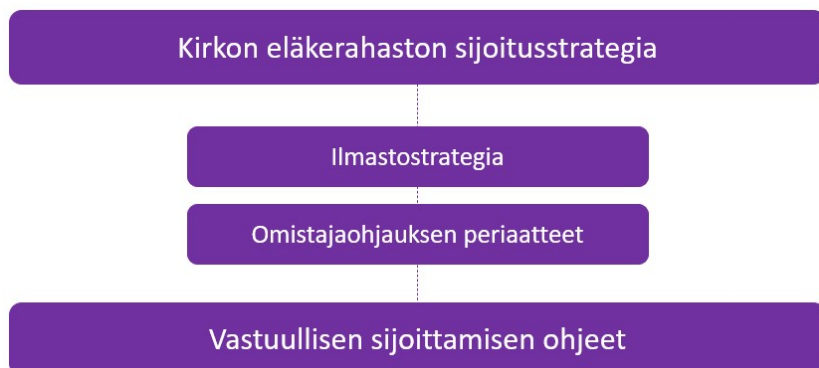 Kirkon eläkerahaston sijoitusstrategia
Ilmastostrategia
Omistajaohjauksen periaatteet
Vastuullisen sijoittamisen ohjeet